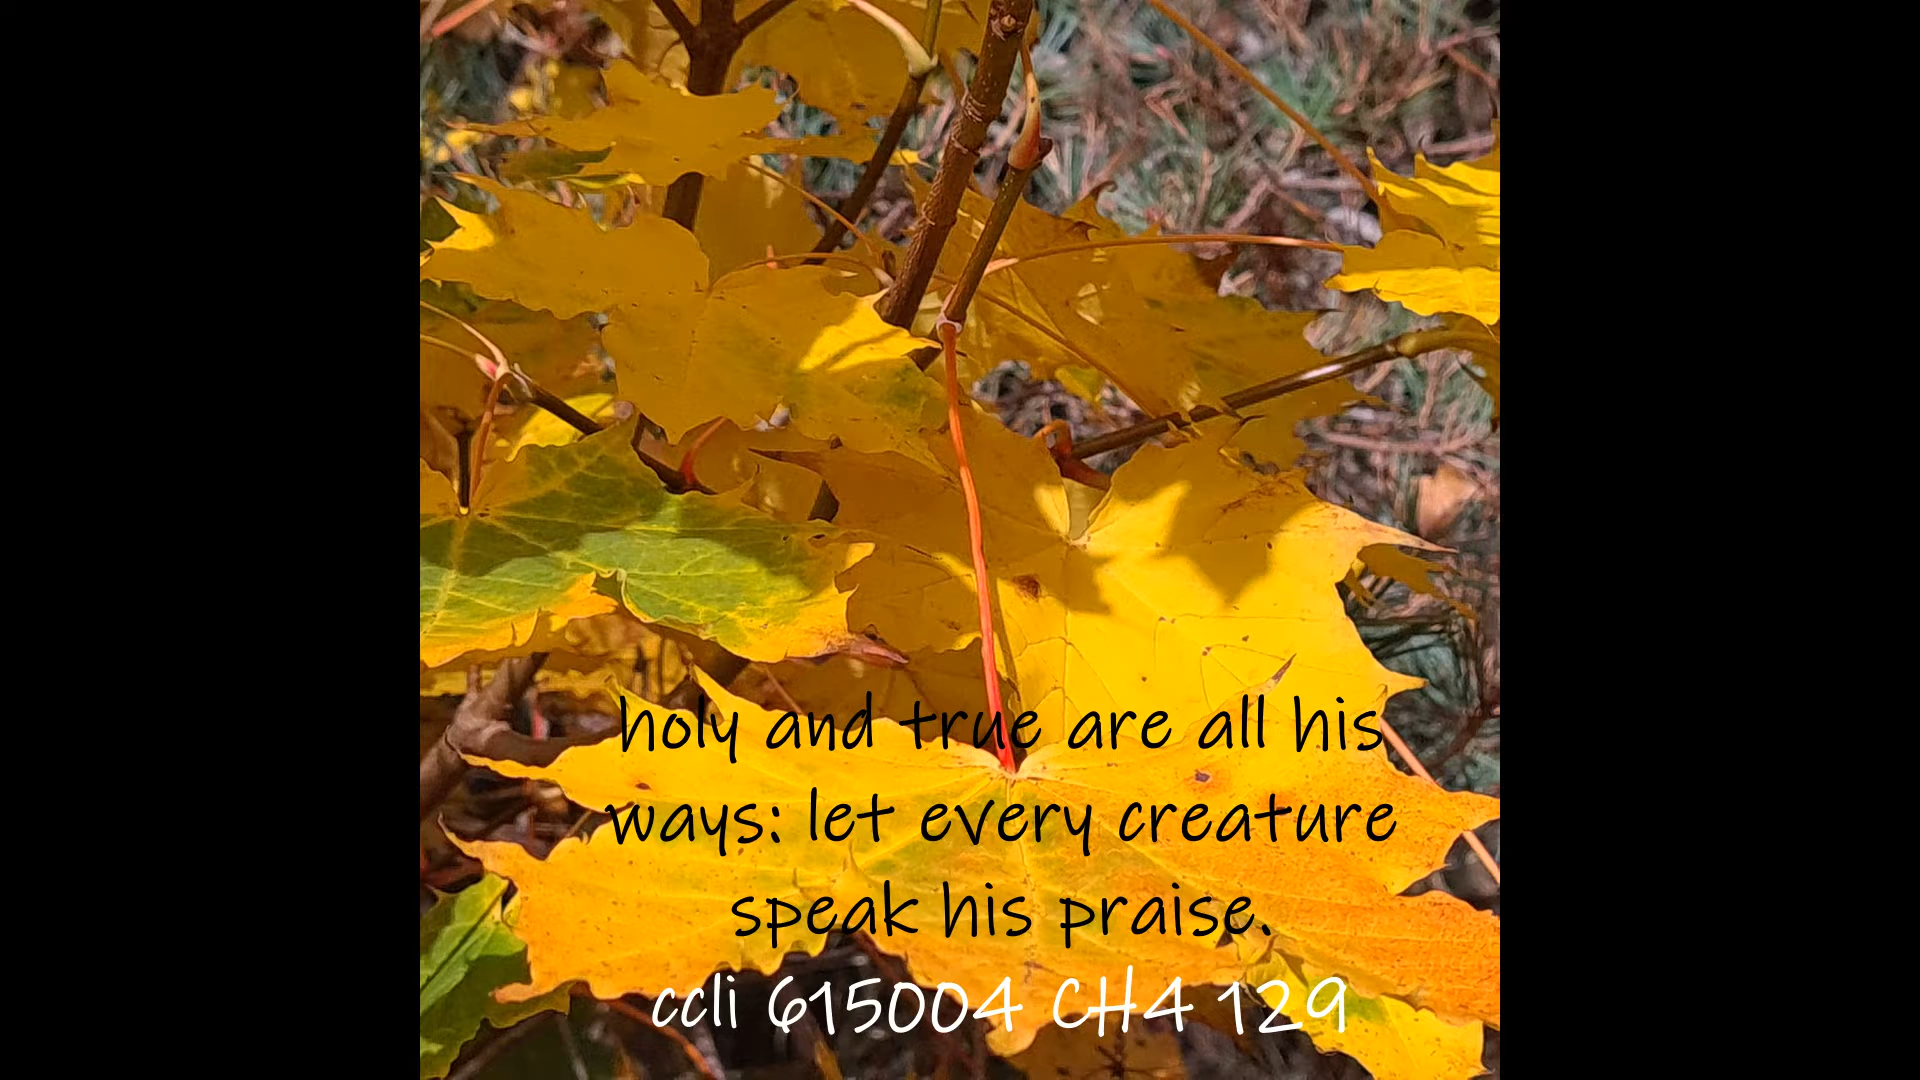 holy and true are all his
ways: let every creature
speak his praise.
ccli 615004 CH4 129